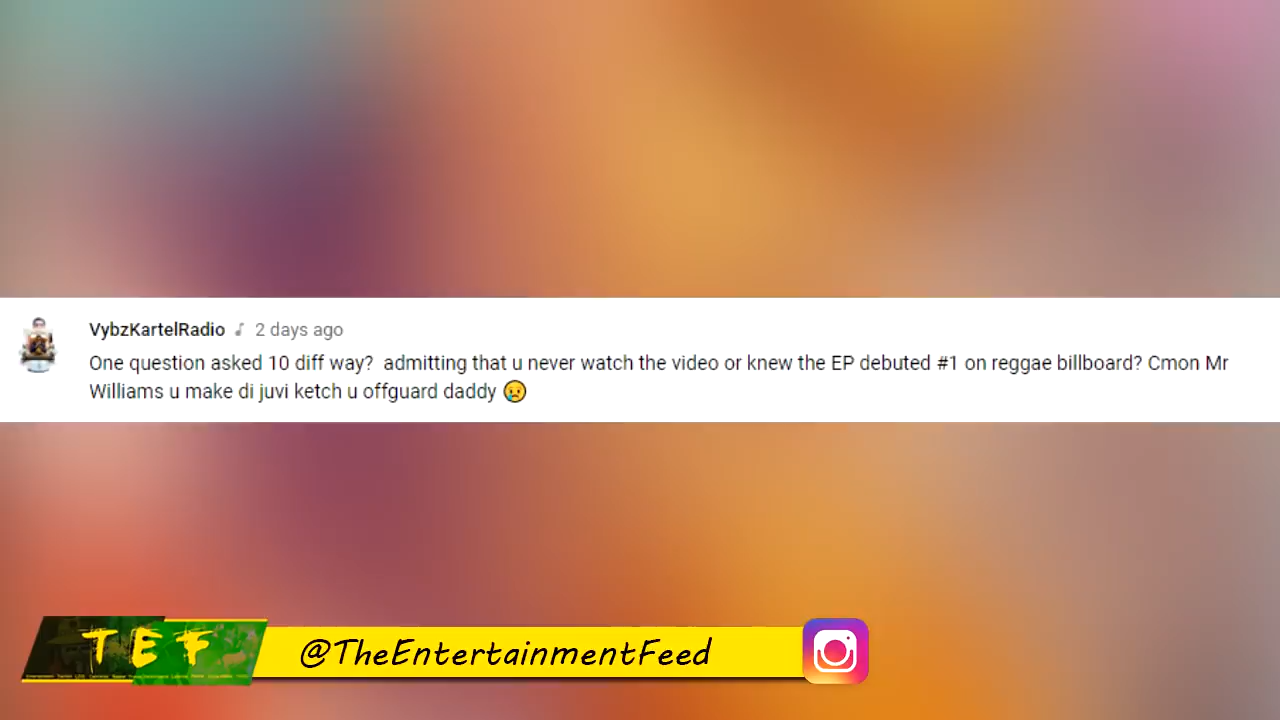 VybzKartelRadio 2 days ago
One question asked 10 diff way? admitting that u never watch the video or knew the EP debuted #1 on reggae billboard? Cmon Mr
Williams u make di juvi ketch u offguard daddy 😢
TEF
@TheEntertainmentFeed